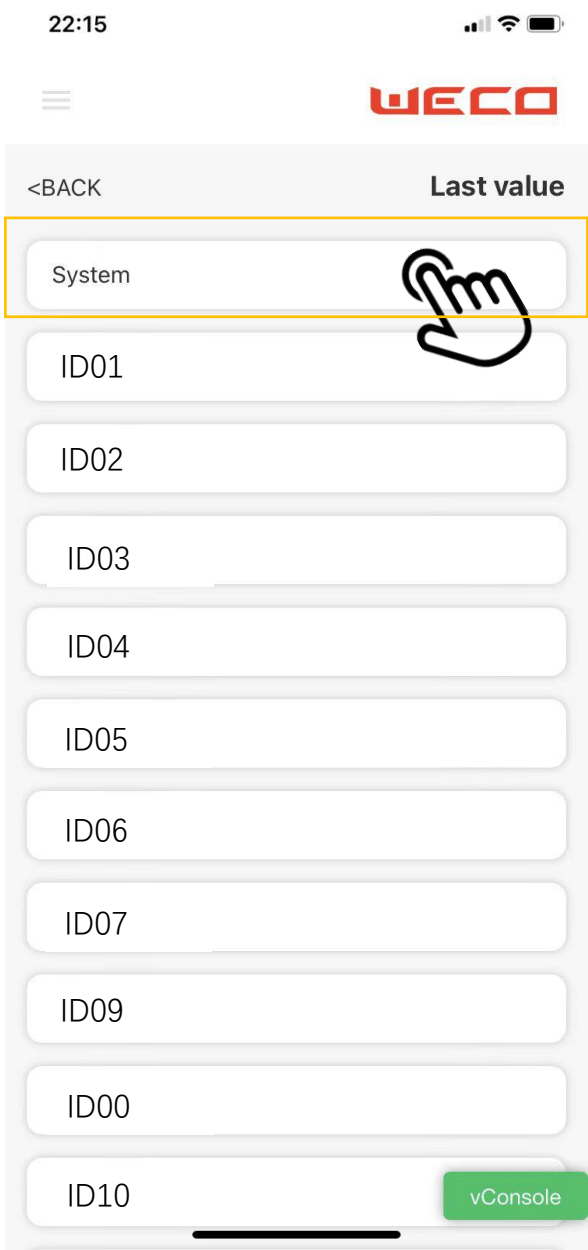 22:15
WECO
<BACK Last value
System
ID01
ID02
ID03
ID04
ID05
ID06
ID07
ID09
ID00
ID10
vConsole